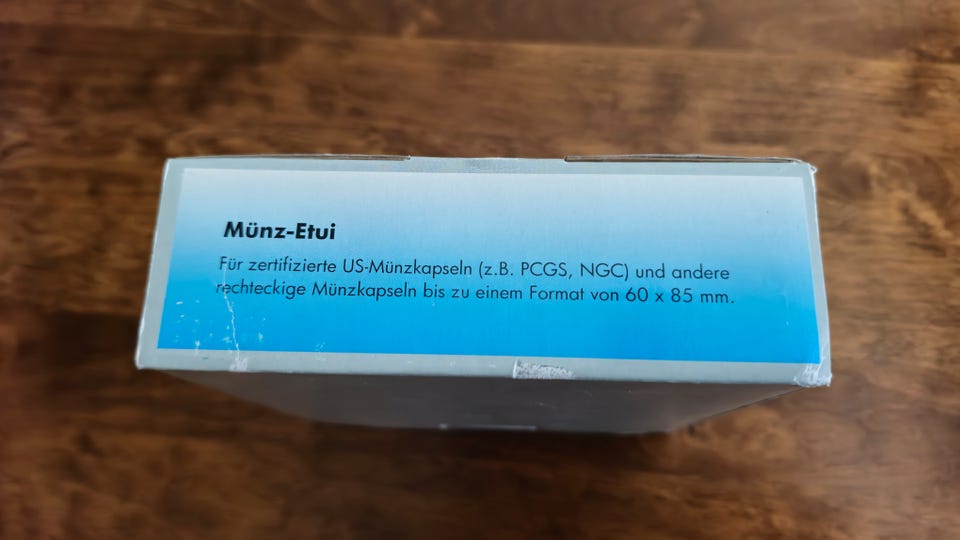 Münz-Etui
Für zertifizierte US-Münzkapseln (z.B. PCGS, NGC) und andere
rechteckige Münzkapseln bis zu einem Format von 60 x 85 mm.